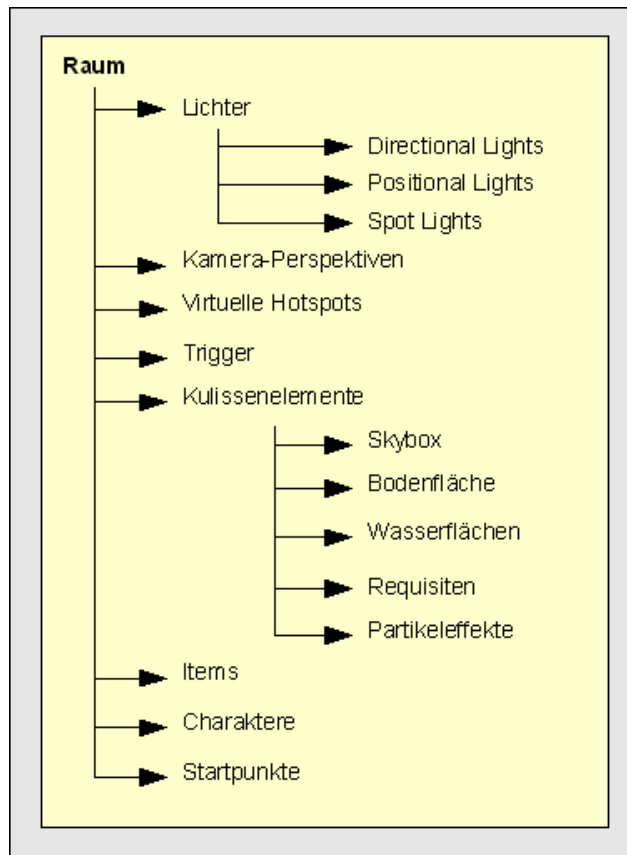 Raum
Lichter
Directional Lights
Positional Lights
Spot Lights
Kamera-Perspektiven
Virtuelle Hotspots
Trigger
Kulissenelemente
Skybox
Bodenfläche
Wasserflächen
Requisiten
Partikeleffekte
Items
Charaktere
Startpunkte